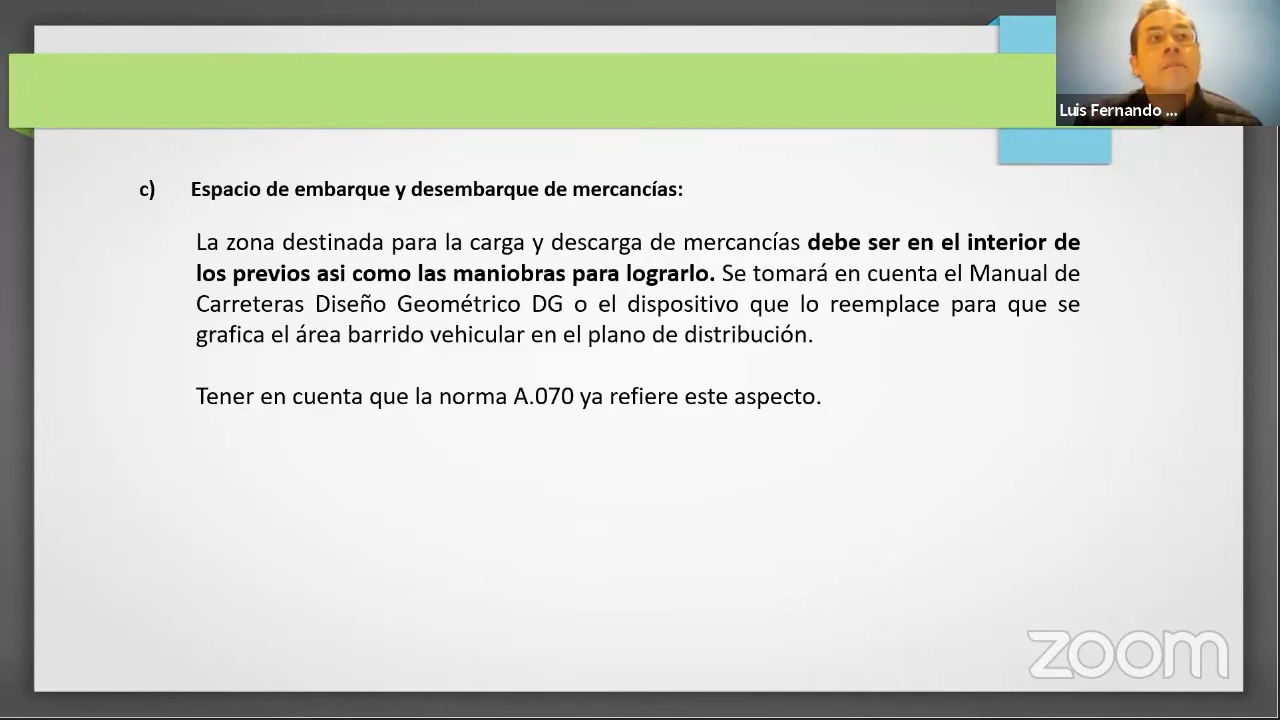 Luis Fernando ...
c) Espacio de embarque y desembarque de mercancías:
La zona destinada para la carga y descarga de mercancías debe ser en el interior de
los previos asi como las maniobras para lograrlo. Se tomará en cuenta el Manual de
Carreteras Diseño Geométrico DG o el dispositivo que lo reemplace para que se
grafica el área barrido vehicular en el plano de distribución.
Tener en cuenta que la norma A.070 ya refiere este aspecto.
zoom